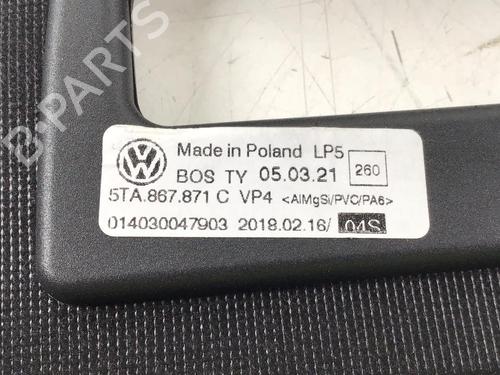 B-PARTS
Made in Poland LP5
BOS TY 05.03.21 260
5TA.867.871 C VP4 <AlMgSi/PVC/PA6>
014030047903 2018.02.16/ 04S